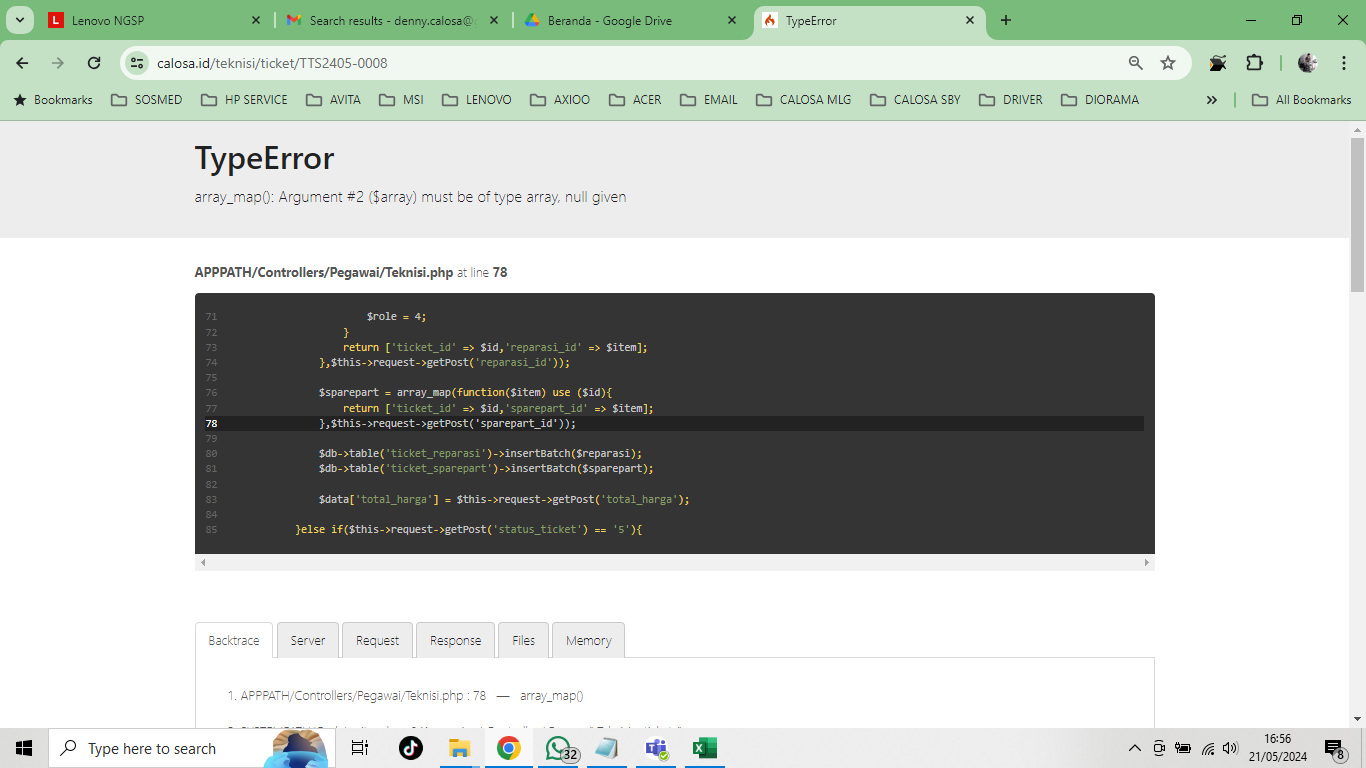 Lenovo NGSP
Search results - denny.calosa@
Beranda - Google Drive
TypeError
calosa.id/teknisi/ticket/TTS2405-0008
Bookmarks
SOSMED
HP SERVICE
AVITA
MSI
LENOVO
AXIOO
ACER
EMAIL
CALOSA MLG
CALOSA SBY
DRIVER
DIORAMA
All Bookmarks
TypeError
array_map(): Argument #2 ($array) must be of type array, null given
APPPATH/Controllers/Pegawai/Teknisi.php at line 78
71 $role = 4;
72 }
73 return ['ticket_id' => $id,'reparasi_id' => $item];
74 },$this->request->getPost('reparasi_id'));
75
76 $sparepart = array_map(function($item) use ($id){
77 return ['ticket_id' => $id,'sparepart_id' => $item];
78 },$this->request->getPost('sparepart_id'));
79
80 $db->table('ticket_reparasi')->insertBatch($reparasi);
81 $db->table('ticket_sparepart')->insertBatch($sparepart);
82
83 $data['total_harga'] = $this->request->getPost('total_harga');
84
85 }else if($this->request->getPost('status_ticket') == '5'){
Backtrace
Server
Request
Response
Files
Memory
1. APPPATH/Controllers/Pegawai/Teknisi.php : 78 — array_map()
Type here to search
32
16:56
21/05/2024
8